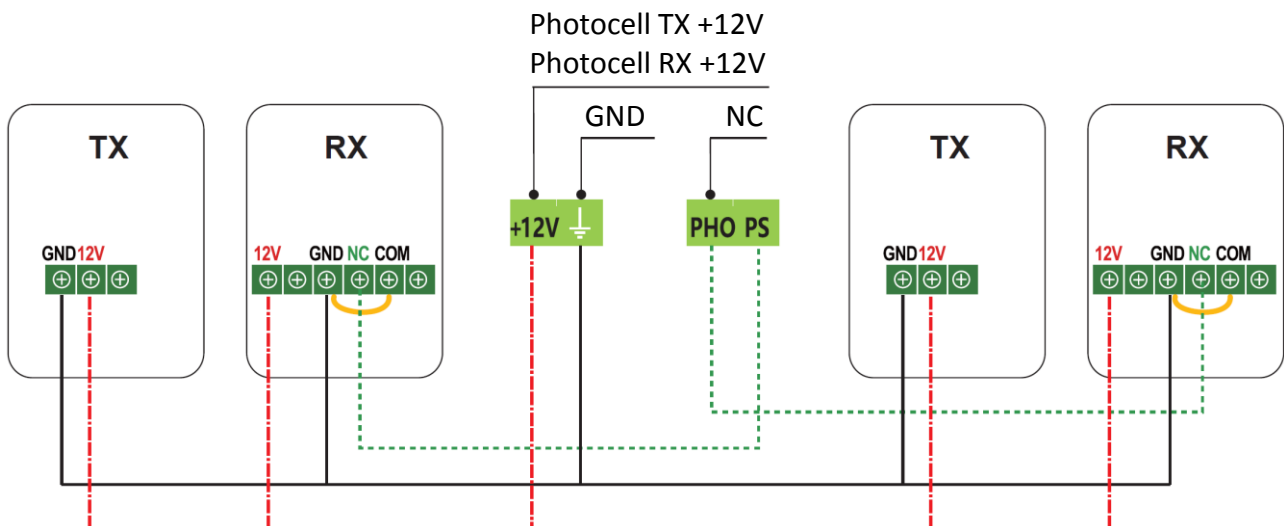 Photocell TX +12V
Photocell RX +12V
GND NC
TX RX TX RX
+12V PHO PS
GND 12V 12V GND NC COM GND 12V 12V GND NC COM